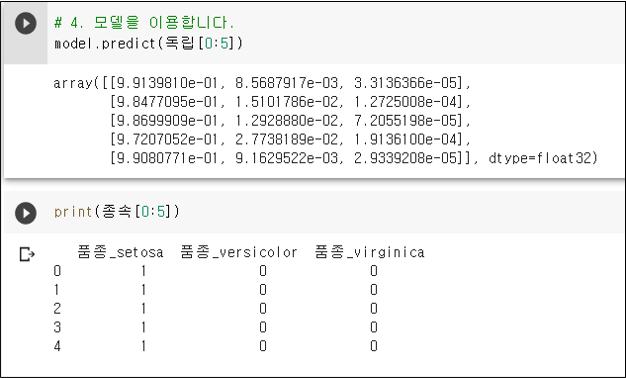 # 4. 모델을 이용합니다.
model.predict(독립[0:5])
array([[9.9139810e-01, 8.5687917e-03, 3.3136366e-05],
[9.8477095e-01, 1.5101786e-02, 1.2725008e-04],
[9.8699909e-01, 1.2928880e-02, 7.2055198e-05],
[9.7207052e-01, 2.7738189e-02, 1.9136100e-04],
[9.9080771e-01, 9.1629522e-03, 2.9339208e-05]], dtype=float32)
print(종속[0:5])
품종_setosa 품종_versicolor 품종_virginica
0 1 0 0
1 1 0 0
2 1 0 0
3 1 0 0
4 1 0 0